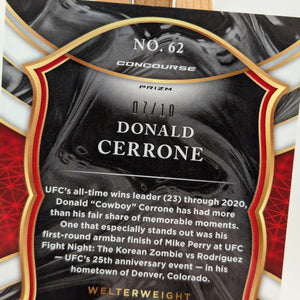 NO. 62
CONCOURSE
PRIZM
07/10
DONALD
CERRONE
UFC's all-time wins leader (23) through 2020,
Donald "Cowboy" Cerrone has had more
than his fair share of memorable moments.
One that especially stands out was his
first-round armbar finish of Mike Perry at UFC
Fight Night: The Korean Zombie vs Rodríguez
— UFC's 25th anniversary event — in his
hometown of Denver, Colorado.
WELTERWEIGHT